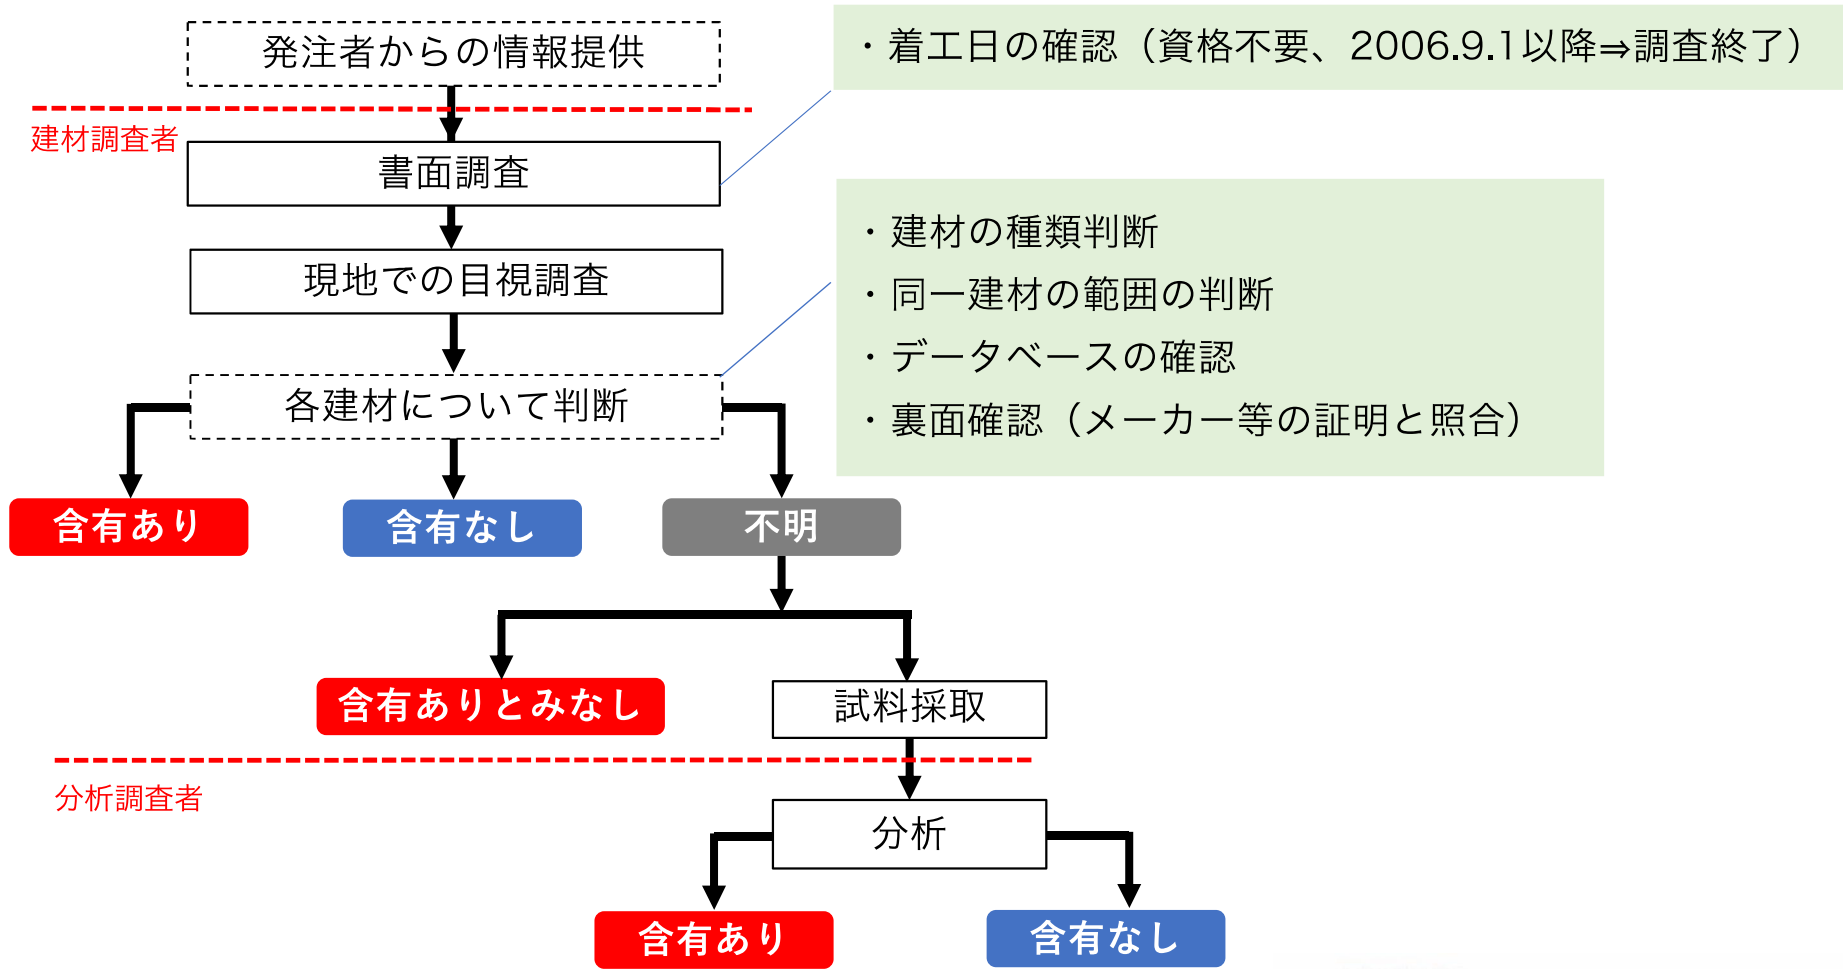 発注者からの情報提供
・着工日の確認（資格不要、2006.9.1以降⇒調査終了）
建材調査者
書面調査
現地での目視調査
・建材の種類判断
・同一建材の範囲の判断
・データベースの確認
・裏面確認（メーカー等の証明と照合）
各建材について判断
含有あり
含有なし
不明
含有ありとみなし
試料採取
分析調査者
分析
含有あり
含有なし